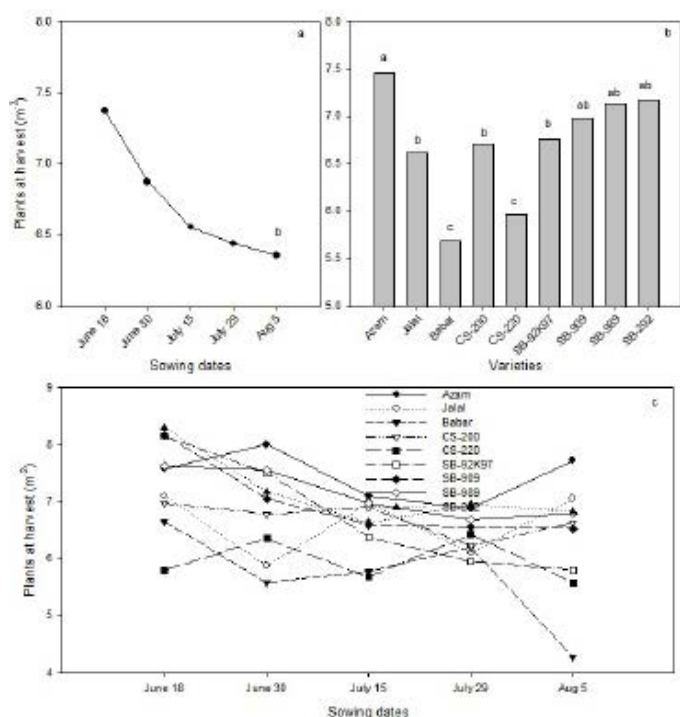 8.0
7.5
7.0
6.5
6.0
Plants at harvest (m⁻²)
a
b
June 16
June 30
July 15
July 29
Aug 5
Sowing dates
8.0
7.5
7.0
6.5
6.0
5.5
5.0
b
a
b
c
b
c
b
ab
ab
ab
Azam
Jalal
Babar
CS-200
CS-220
SB-92K97
SB-909
SB-989
SB-292
Varieties
9
8
7
6
5
4
Plants at harvest (m⁻²)
c
Azam
Jalal
Babar
CS-200
CS-220
SB-92K97
SB-909
SB-989
June 16
June 30
July 15
July 29
Aug 5
Sowing dates